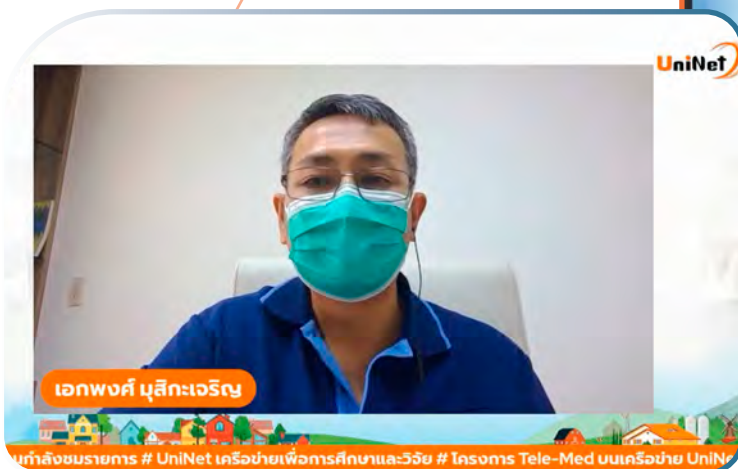 UniNet
เอกพงศ์ มุสิกะเจริญ
กำลังชมรายการ # UniNet เครือข่ายเพื่อการศึกษาและวิจัย # โครงการ Tele-Med บนเครือข่าย